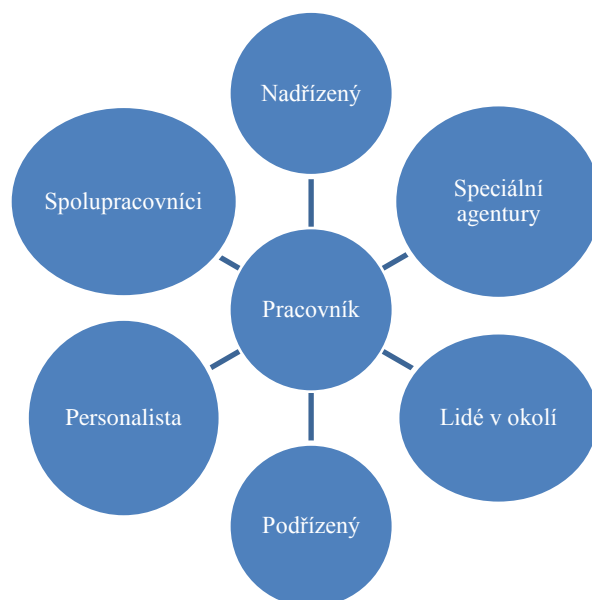 Nadřízený
Spolupracovníci
Speciální
agentury
Pracovník
Personalista
Lidé v okolí
Podřízený